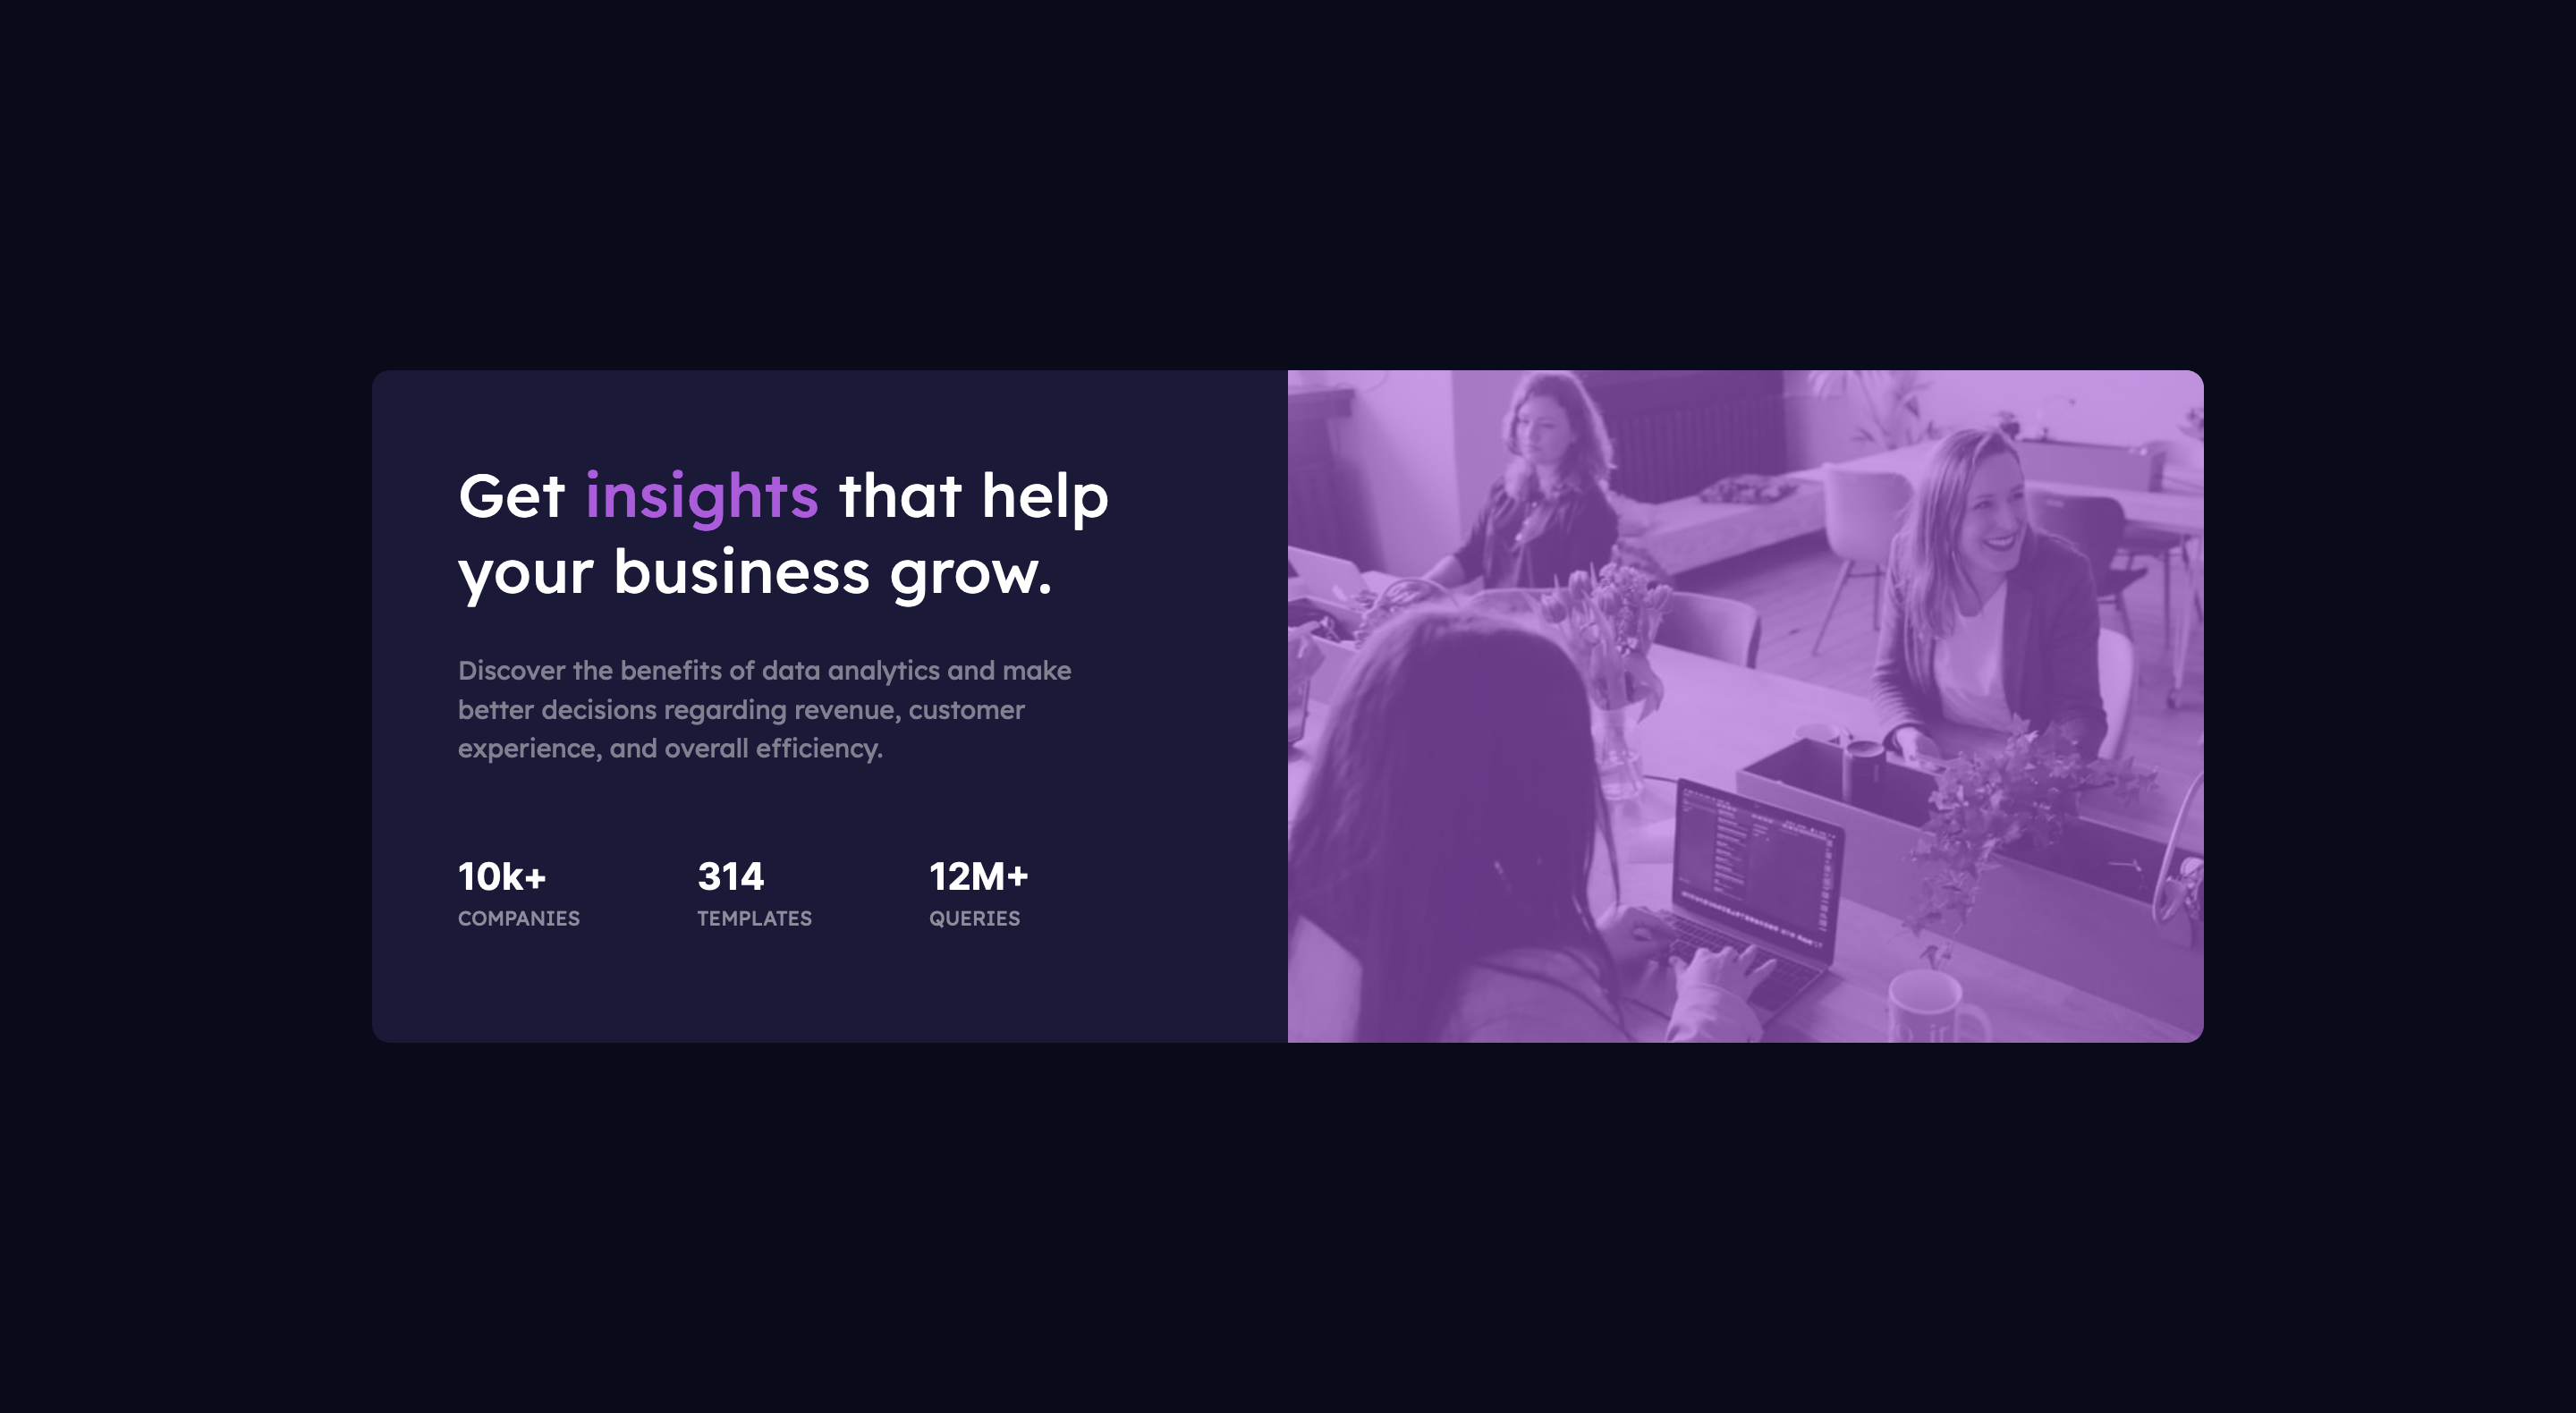 Get insights that help
your business grow.
Discover the benefits of data analytics and make
better decisions regarding revenue, customer
experience, and overall efficiency.
10k+
COMPANIES
314
TEMPLATES
12M+
QUERIES